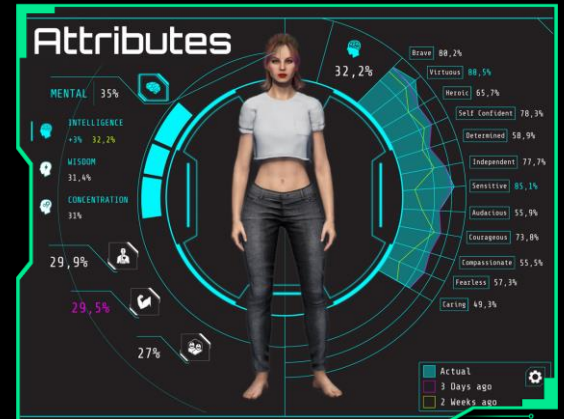 Attributes
MENTAL 35%
INTELLIGENCE
+3% 32,2%
WISDOM
31,4%
CONCENTRATION
31%
29,9%
29,5%
27%
32,2%
Brave 80,2%
Virtuous 80,5%
Heroic 65,7%
Self Confident 78,3%
Determined 58,9%
Independent 77,7%
Sensitive 85,1%
Audacious 55,9%
Courageous 73,8%
Compassionate 55,5%
Fearless 57,3%
Caring 49,3%
Actual
3 Days ago
2 Weeks ago